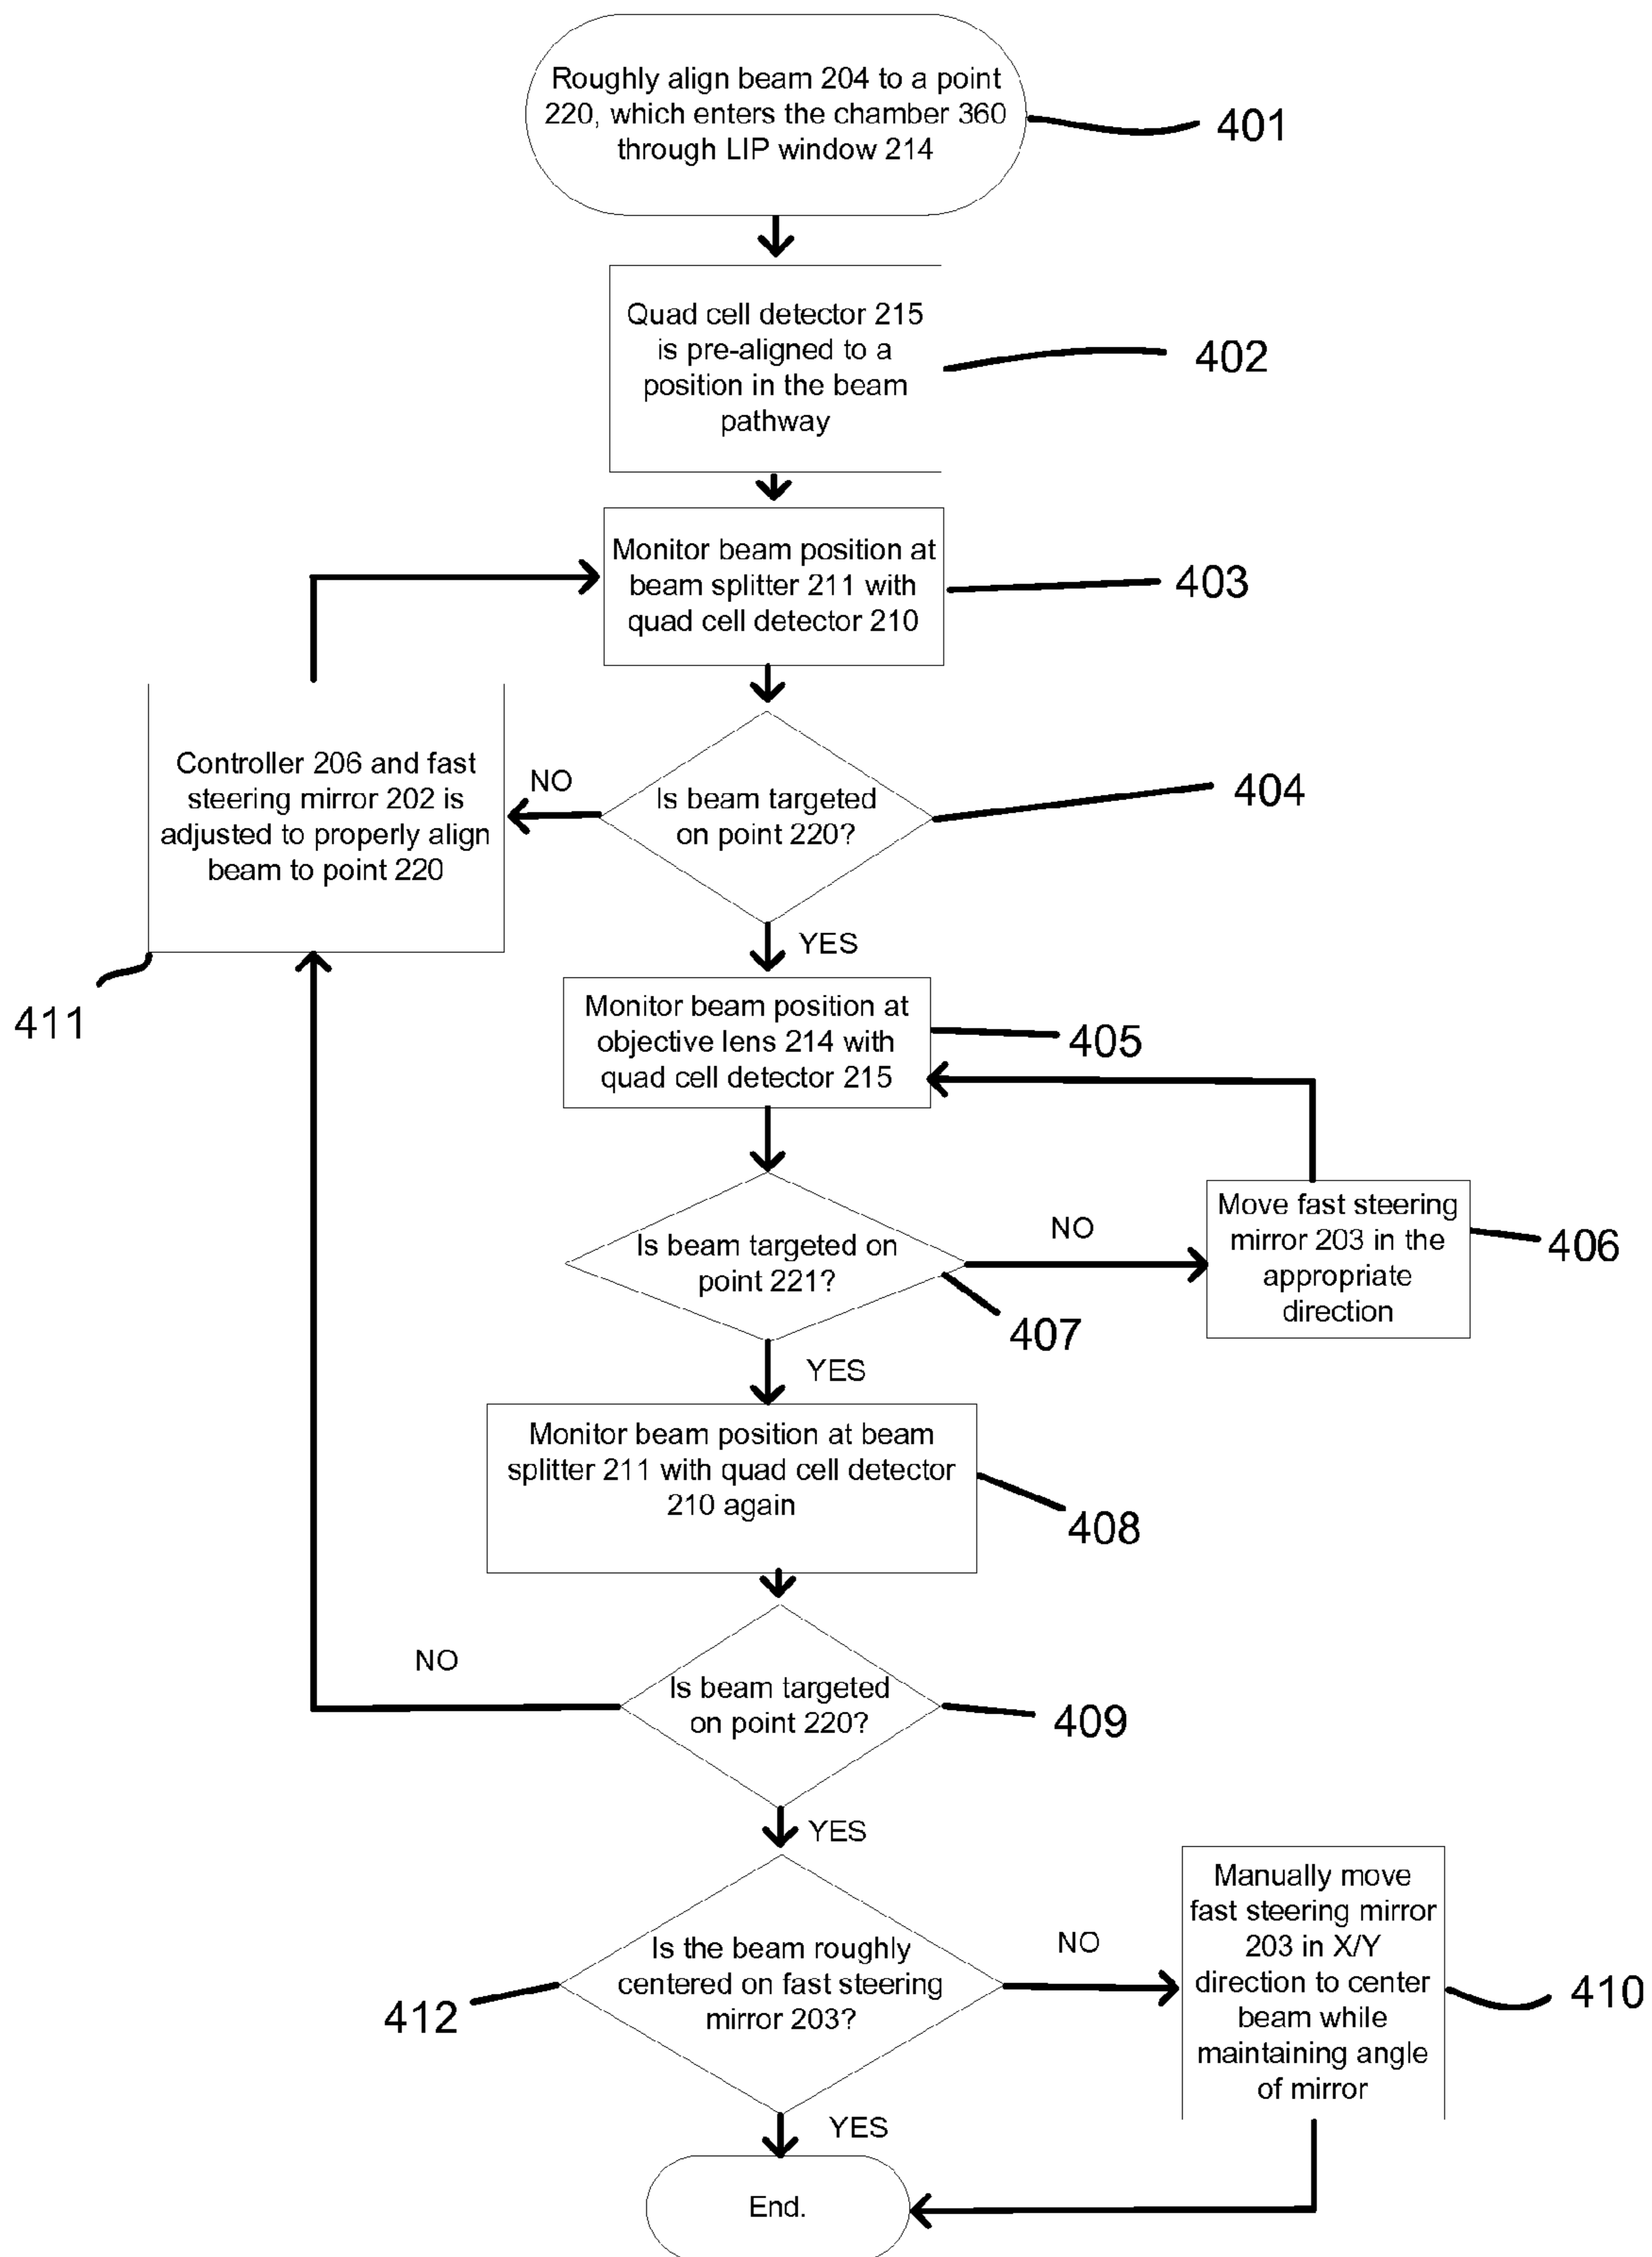 Roughly align beam 204 to a point
220, which enters the chamber 360
through LIP window 214
401
Quad cell detector 215
is pre-aligned to a
position in the beam
pathway
402
Monitor beam position at
beam splitter 211 with
quad cell detector 210
403
Is beam targeted
on point 220?
404
NO
Controller 206 and fast
steering mirror 202 is
adjusted to properly align
beam to point 220
411
YES
Monitor beam position at
objective lens 214 with
quad cell detector 215
405
Is beam targeted on
point 221?
407
NO
Move fast steering
mirror 203 in the
appropriate
direction
406
YES
Monitor beam position at beam
splitter 211 with quad cell detector
210 again
408
Is beam targeted
on point 220?
409
NO
YES
Is the beam roughly
centered on fast steering
mirror 203?
412
NO
Manually move
fast steering mirror
203 in X/Y
direction to center
beam while
maintaining angle
of mirror
410
YES
End.